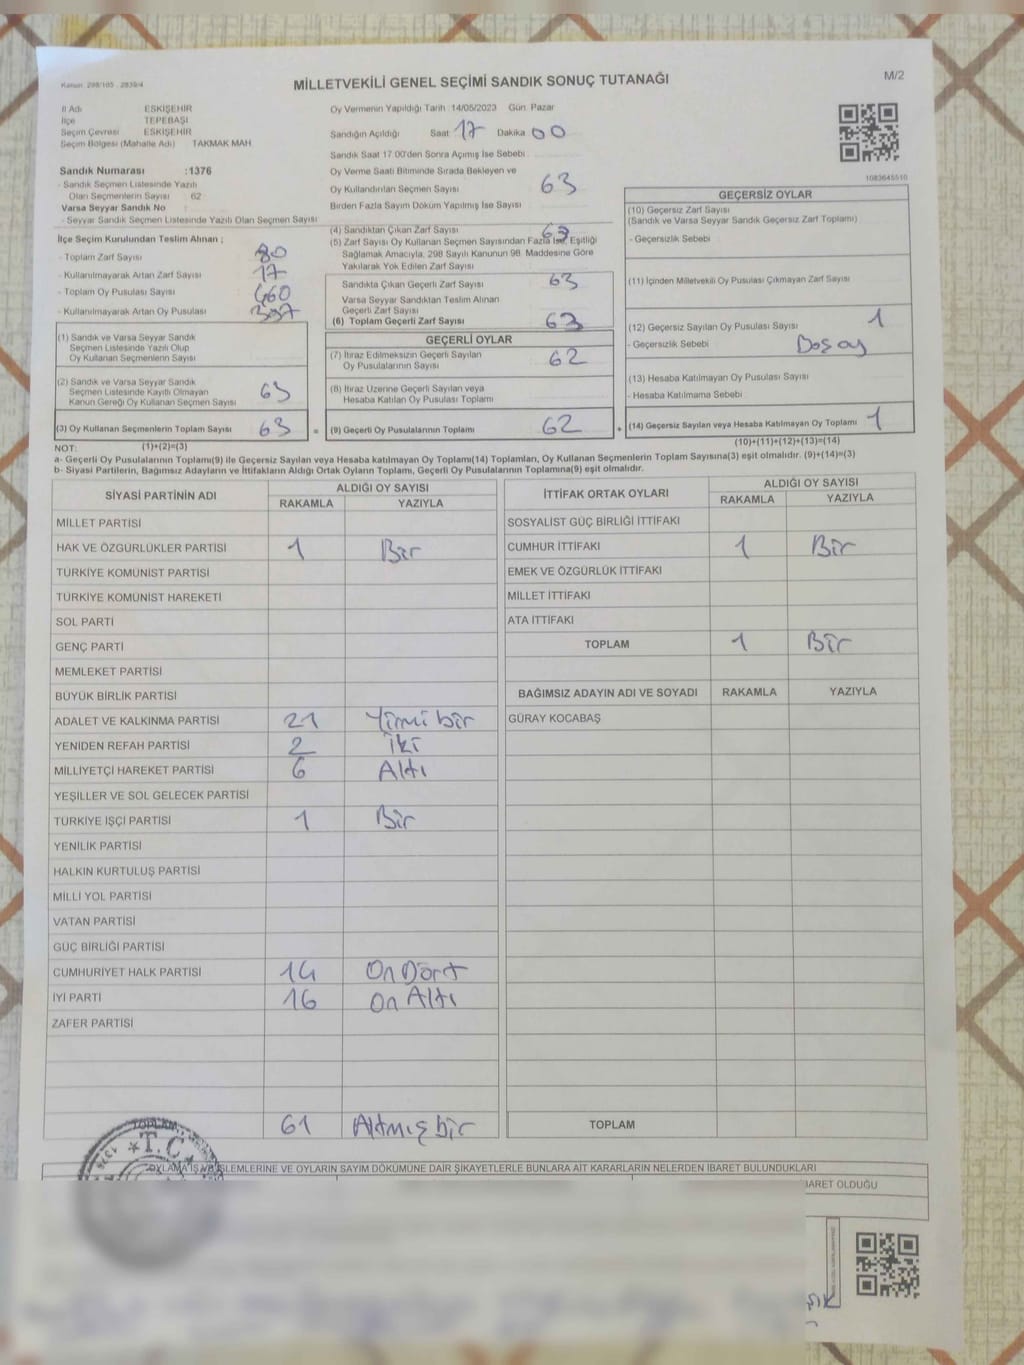 Kanun: 298/105 - 2839/4
MİLLETVEKİLİ GENEL SEÇİMİ SANDIK SONUÇ TUTANAĞI
M/2
İl Adı ESKİŞEHİR
İlçe TEPEBAŞI
Seçim Çevresi ESKİŞEHİR
Seçim Bölgesi (Mahalle Adı) TAKMAK MAH
Oy Vermenin Yapıldığı Tarih : 14/05/2023 Gün Pazar
Sandığın Açıldığı Saat 17 Dakika 00
Sandık Saat 17 00'den Sonra Açımış İse Sebebi
Oy Verme Saati Bitiminde Sırada Bekleyen ve
Oy Kullandırılan Seçmen Sayısı 63
Birden Fazla Sayım Döküm Yapılmış İse Sayısı
1083645510
Sandık Numarası :1376
- Sandık Seçmen Listesinde Yazılı
Olan Seçmenlerin Sayısı 62
Varsa Seyyar Sandık No
- Seyyar Sandık Seçmen Listesinde Yazılı Olan Seçmen Sayısı
İlçe Seçim Kurulundan Teslim Alınan ;
- Toplam Zarf Sayısı 80
- Kullanılmayarak Artan Zarf Sayısı 17
- Toplam Oy Pusulası Sayısı 460
- Kullanılmayarak Artan Oy Pusulası 397
(4) Sandıktan Çıkan Zarf Sayısı 63
(5) Zarf Sayısı Oy Kullanan Seçmen Sayısından Fazla İse, Eşitliği
Sağlamak Amacıyla, 298 Sayılı Kanunun 98. Maddesine Göre
Yakılarak Yok Edilen Zarf Sayısı
Sandıkta Çıkan Geçerli Zarf Sayısı 63
Varsa Seyyar Sandıktan Teslim Alınan
Geçerli Zarf Sayısı
(6) Toplam Geçerli Zarf Sayısı 63
GEÇERSİZ OYLAR
(10) Geçersiz Zarf Sayısı
(Sandık ve Varsa Seyyar Sandık Geçersiz Zarf Toplamı)
- Geçersizlik Sebebi
(11) İçinden Milletvekili Oy Pusulası Çıkmayan Zarf Sayısı
(12) Geçersiz Sayılan Oy Pusulası Sayısı 1
- Geçersizlik Sebebi Boş oy
(13) Hesaba Katılmayan Oy Pusulası Sayısı
- Hesaba Katılmama Sebebi
(14) Geçersiz Sayılan veya Hesaba Katılmayan Oy Toplamı 1
(10)+(11)+(12)+(13)=(14)
(1) Sandık ve Varsa Seyyar Sandık
Seçmen Listesinde Yazılı Olup
Oy Kullanan Seçmenlerin Sayısı
(2) Sandık ve Varsa Seyyar Sandık
Seçmen Listesinde Kayıtlı Olmayan
Kanun Gereği Oy Kullanan Seçmen Sayısı 63
(3) Oy Kullanan Seçmenlerin Toplam Sayısı 63
=
GEÇERLİ OYLAR
(7) İtiraz Edilmeksizin Geçerli Sayılan
Oy Pusulalarının Sayısı 62
(8) İtiraz Üzerine Geçerli Sayılan veya
Hesaba Katılan Oy Pusulası Toplamı
(9) Geçerli Oy Pusulalarının Toplamı 62
+
NOT: (1)+(2)=(3)
a- Geçerli Oy Pusulalarının Toplamı(9) ile Geçersiz Sayılan veya Hesaba katılmayan Oy Toplamı(14) Toplamları, Oy Kullanan Seçmenlerin Toplam Sayısına(3) eşit olmalıdır. (9)+(14)=(3)
b- Siyasi Partilerin, Bağımsız Adayların ve İttifakların Aldığı Ortak Oyların Toplamı, Geçerli Oy Pusulalarının Toplamına(9) eşit olmalıdır.
SİYASİ PARTİNİN ADI ALDIĞI OY SAYISI
RAKAMLA YAZIYLA
MİLLET PARTİSİ
HAK VE ÖZGÜRLÜKLER PARTİSİ 1 Bir
TÜRKİYE KOMÜNİST PARTİSİ
TÜRKİYE KOMÜNİST HAREKETİ
SOL PARTİ
GENÇ PARTİ
MEMLEKET PARTİSİ
BÜYÜK BİRLİK PARTİSİ
ADALET VE KALKINMA PARTİSİ 21 Yirmi bir
YENİDEN REFAH PARTİSİ 2 İki
MİLLİYETÇİ HAREKET PARTİSİ 6 Altı
YEŞİLLER VE SOL GELECEK PARTİSİ
TÜRKİYE İŞÇİ PARTİSİ 1 Bir
YENİLİK PARTİSİ
HALKIN KURTULUŞ PARTİSİ
MİLLİ YOL PARTİSİ
VATAN PARTİSİ
GÜÇ BİRLİĞİ PARTİSİ
CUMHURİYET HALK PARTİSİ 14 On Dört
İYİ PARTİ 16 On Altı
ZAFER PARTİSİ
TOPLAM 61 Altmış bir
İTTİFAK ORTAK OYLARI ALDIĞI OY SAYISI
RAKAMLA YAZIYLA
SOSYALİST GÜÇ BİRLİĞİ İTTİFAKI
CUMHUR İTTİFAKI 1 Bir
EMEK VE ÖZGÜRLÜK İTTİFAKI
MİLLET İTTİFAKI
ATA İTTİFAKI
TOPLAM 1 Bir
BAĞIMSIZ ADAYIN ADI VE SOYADI RAKAMLA YAZIYLA
GÜRAY KOCABAŞ
TOPLAM
T.C.
1376
OYLAMA İŞ VE İŞLEMLERİNE VE OYLARIN SAYIM DÖKÜMÜNE DAİR ŞİKAYETLERLE BUNLARA AİT KARARLARIN NELERDEN İBARET BULUNDUKLARI
İBARET OLDUĞU